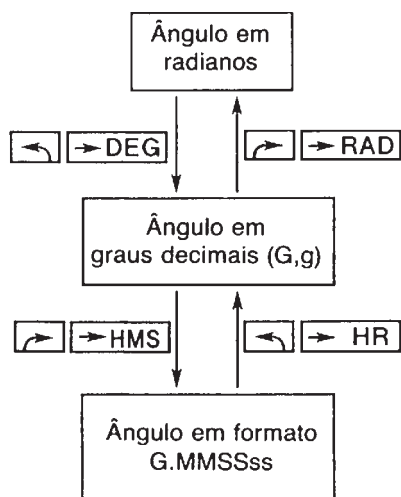 Ângulo em
radianos
→ DEG
→ RAD
Ângulo em
graus decimais (G,g)
→ HMS
→ HR
Ângulo em formato
G.MMSSss